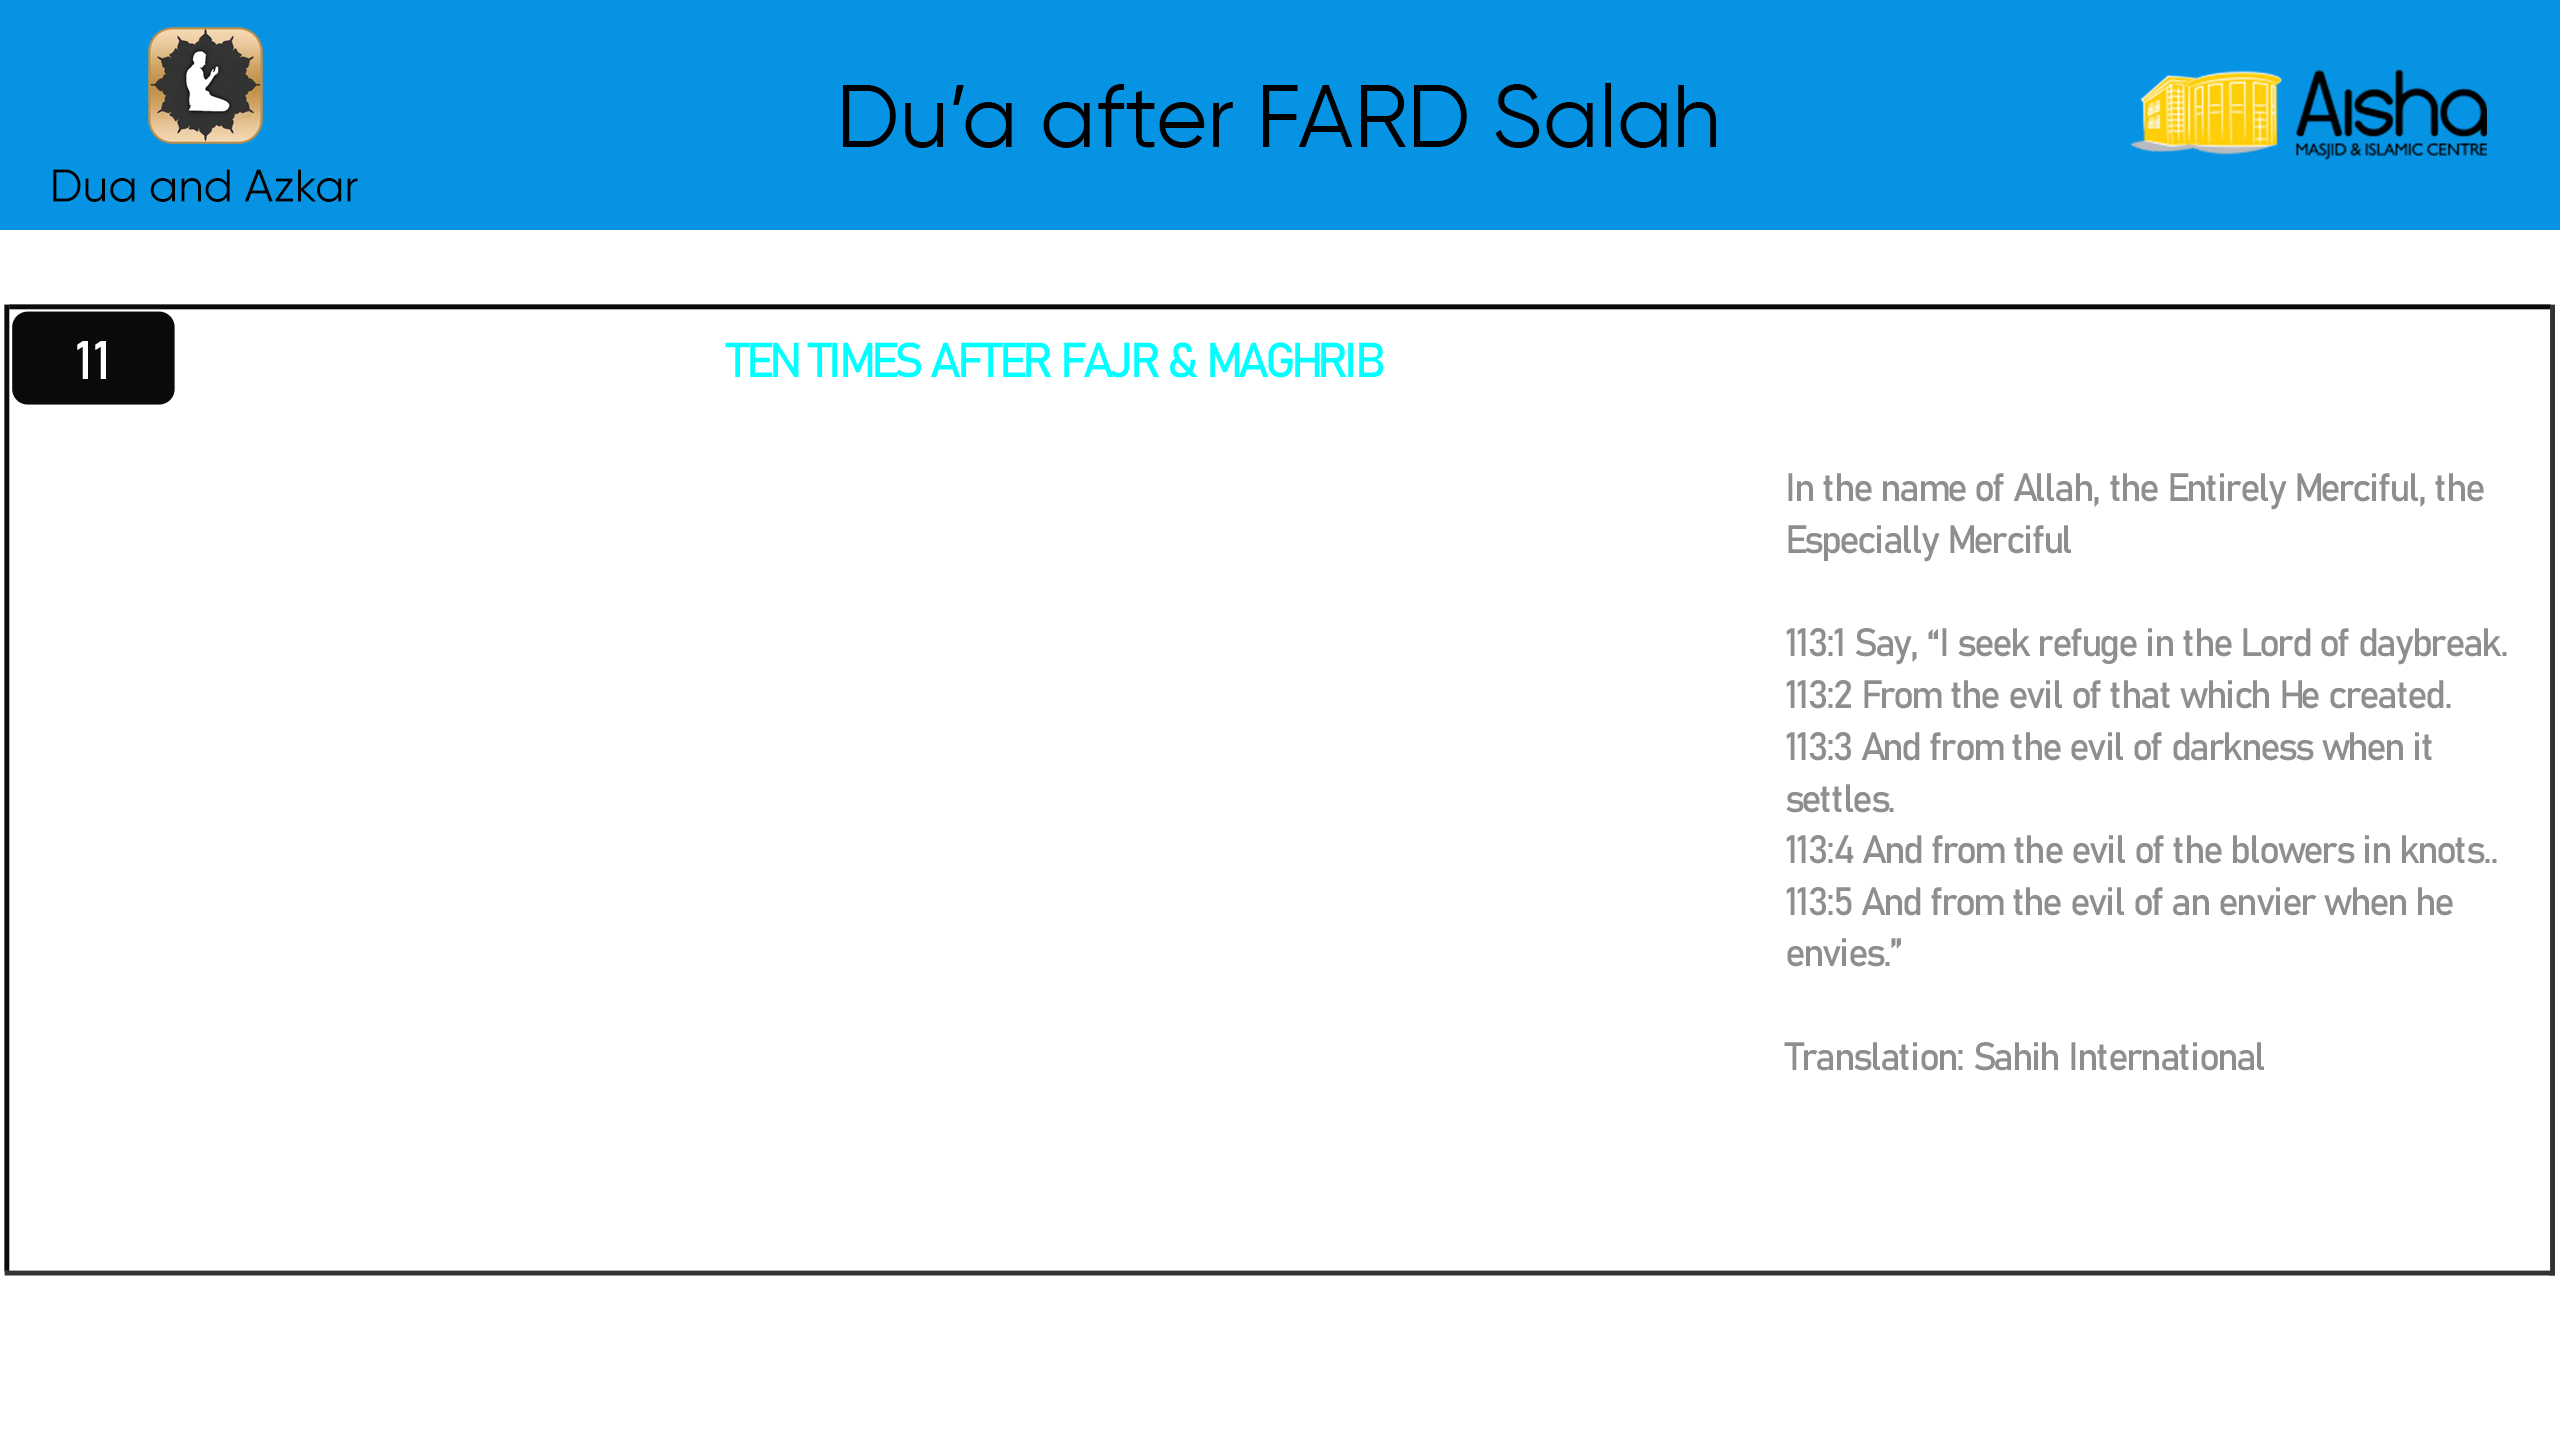 Du’a after FARD Salah
Dua and Azkar
Aisha
MASJID & ISLAMIC CENTRE
11
TEN TIMES AFTER FAJR & MAGHRIB
In the name of Allah, the Entirely Merciful, the
Especially Merciful
113:1 Say, “I seek refuge in the Lord of daybreak.
113:2 From the evil of that which He created.
113:3 And from the evil of darkness when it
settles.
113:4 And from the evil of the blowers in knots..
113:5 And from the evil of an envier when he
envies.”
Translation: Sahih International